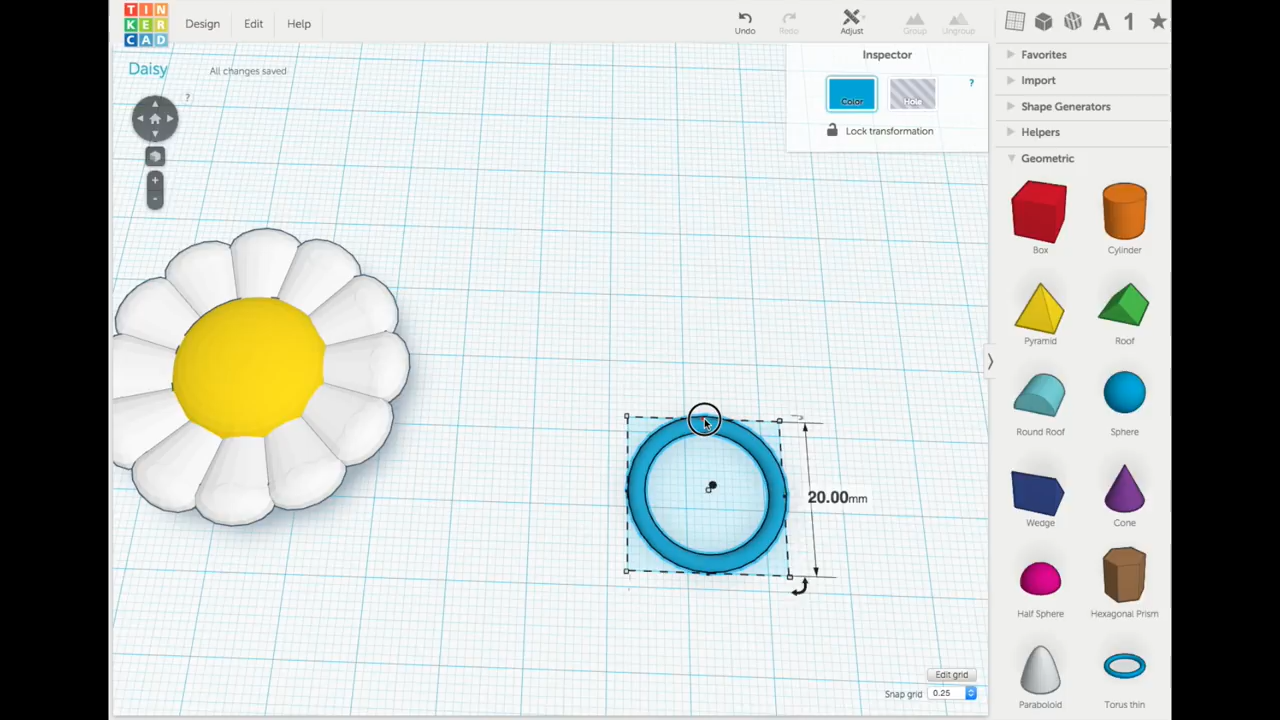 TIN
KER
CAD
Design
Edit
Help
Undo
Redo
Adjust
Group
Ungroup
A
1
Daisy
All changes saved
?
Inspector
Color
Hole
?
Lock transformation
Favorites
Import
Shape Generators
Helpers
Geometric
Box
Cylinder
Pyramid
Roof
Round Roof
Sphere
Wedge
Cone
Half Sphere
Hexagonal Prism
Paraboloid
Torus thin
+
-
20.00mm
Edit grid
Snap grid 0.25